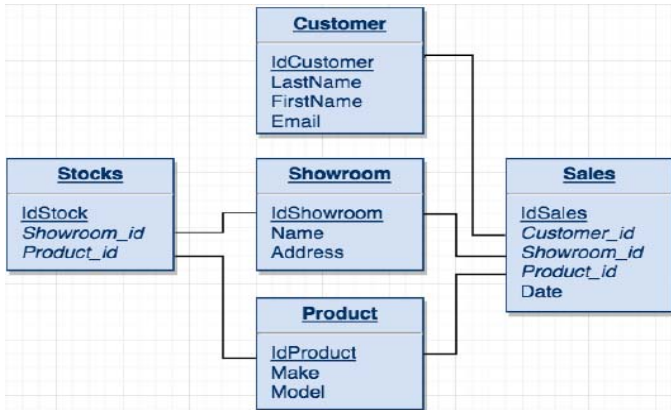 Customer
IdCustomer
LastName
FirstName
Email
Stocks
IdStock
Showroom_id
Product_id
Showroom
IdShowroom
Name
Address
Sales
IdSales
Customer_id
Showroom_id
Product_id
Date
Product
IdProduct
Make
Model